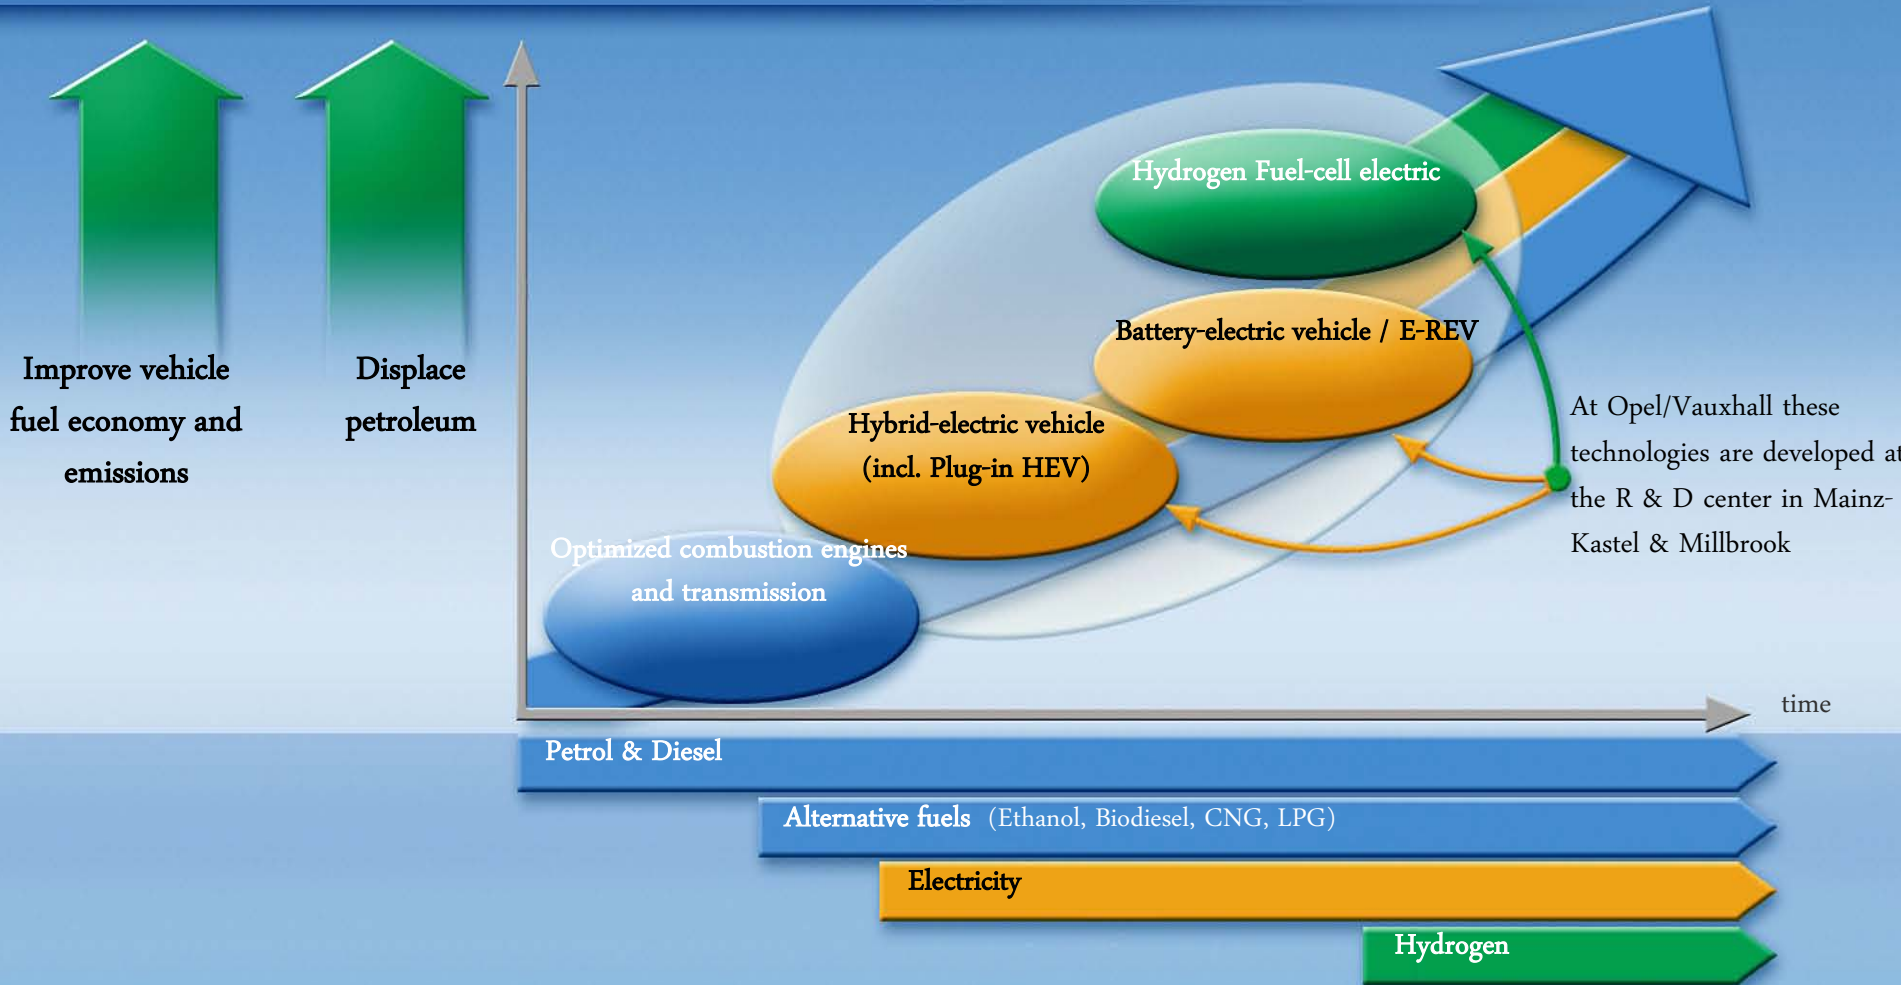 Hydrogen Fuel-cell electric
Battery-electric vehicle / E-REV
Improve vehicle
fuel economy and
emissions
Displace
petroleum
Hybrid-electric vehicle
(incl. Plug-in HEV)
At Opel/Vauxhall these
technologies are developed at
the R & D center in Mainz-
Kastel & Millbrook
Optimized combustion engines
and transmission
time
Petrol & Diesel
Alternative fuels (Ethanol, Biodiesel, CNG, LPG)
Electricity
Hydrogen